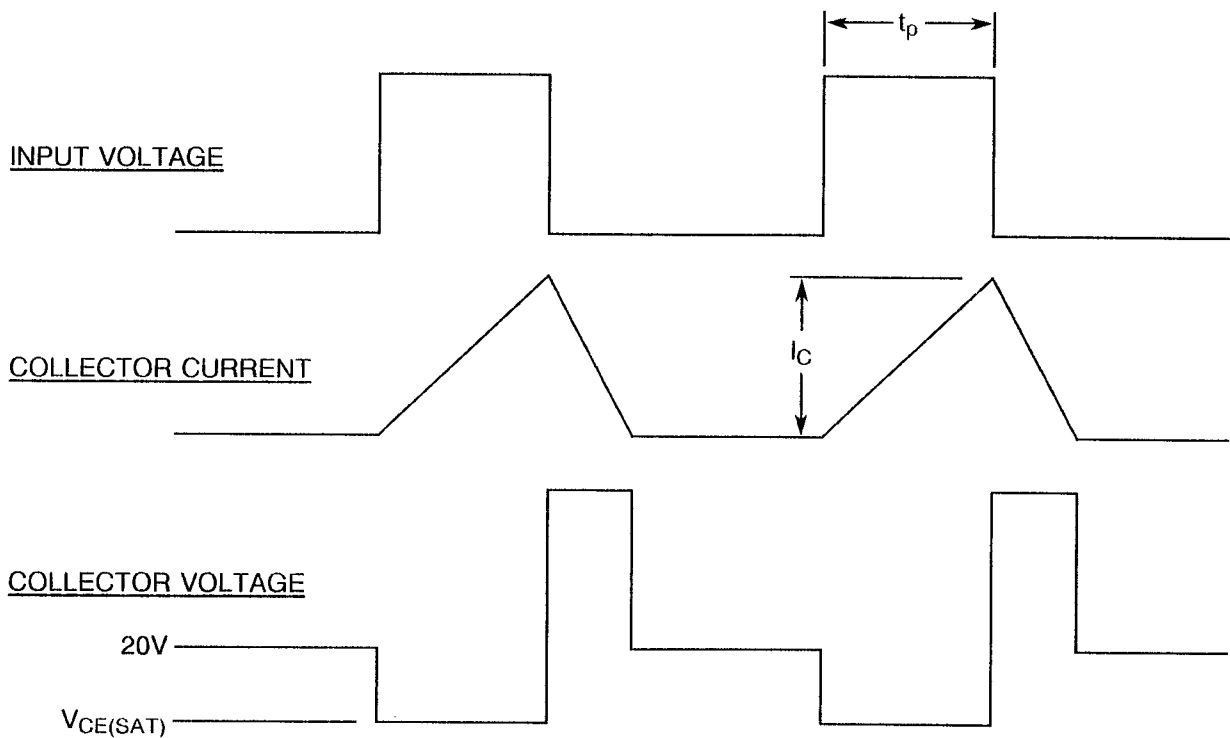 tp
INPUT VOLTAGE
IC
COLLECTOR CURRENT
COLLECTOR VOLTAGE
20V
VCE(SAT)